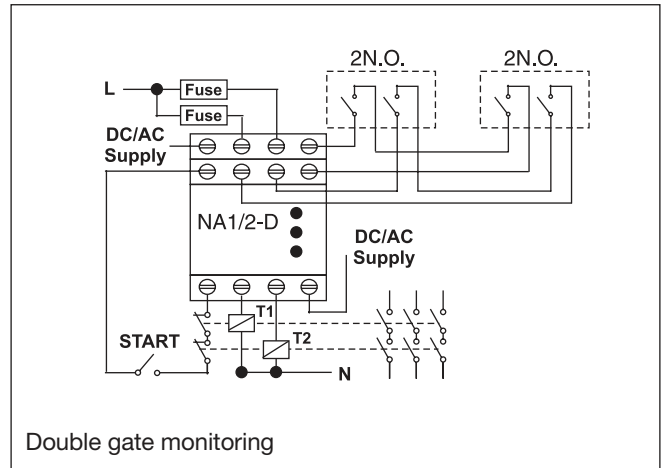 2N.O.
2N.O.
L
Fuse
Fuse
DC/AC
Supply
NA1/2-D
DC/AC
Supply
T1
START
T2
N
Double gate monitoring